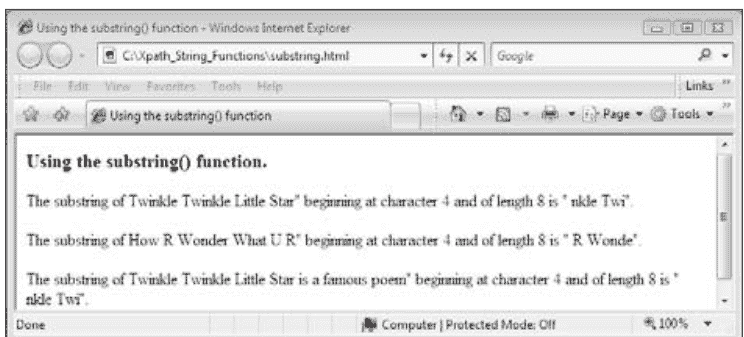 Using the substring() function - Windows Internet Explorer
C:\Xpath_String_Functions\substring.html
Google
File Edit View Favorites Tools Help
Links »
Using the substring() function
Page Tools »
Using the substring() function.
The substring of Twinkle Twinkle Little Star" beginning at character 4 and of length 8 is " nkle Twi".
The substring of How R Wonder What U R" beginning at character 4 and of length 8 is " R Wonde".
The substring of Twinkle Twinkle Little Star is a famous poem" beginning at character 4 and of length 8 is "
nkle Twi".
Done
Computer | Protected Mode: Off
100%